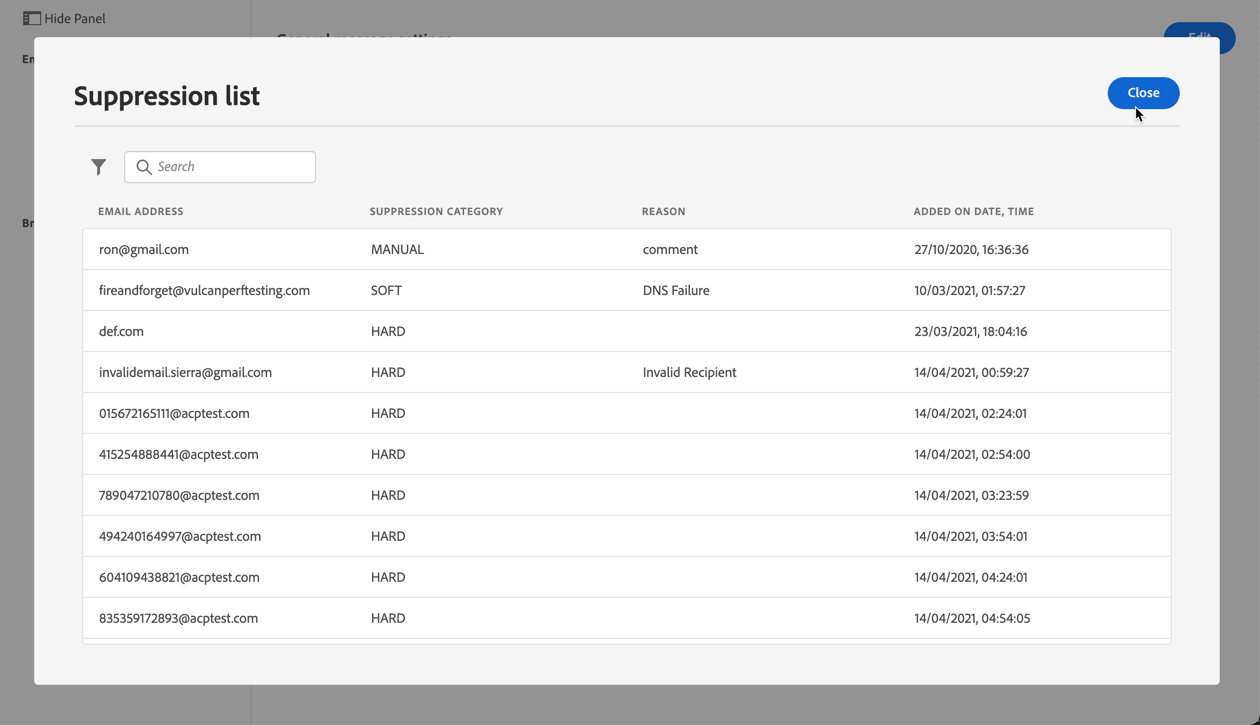 Hide Panel
General message settings
Edit
En
Suppression list
Close
Search
EMAIL ADDRESS SUPPRESSION CATEGORY REASON ADDED ON DATE, TIME
Br
ron@gmail.com MANUAL comment 27/10/2020, 16:36:36
fireandforget@vulcanperftesting.com SOFT DNS Failure 10/03/2021, 01:57:27
def.com HARD 23/03/2021, 18:04:16
invalidemail.sierra@gmail.com HARD Invalid Recipient 14/04/2021, 00:59:27
015672165111@acptest.com HARD 14/04/2021, 02:24:01
415254888441@acptest.com HARD 14/04/2021, 02:54:00
789047210780@acptest.com HARD 14/04/2021, 03:23:59
494240164997@acptest.com HARD 14/04/2021, 03:54:01
604109438821@acptest.com HARD 14/04/2021, 04:24:01
835359172893@acptest.com HARD 14/04/2021, 04:54:05